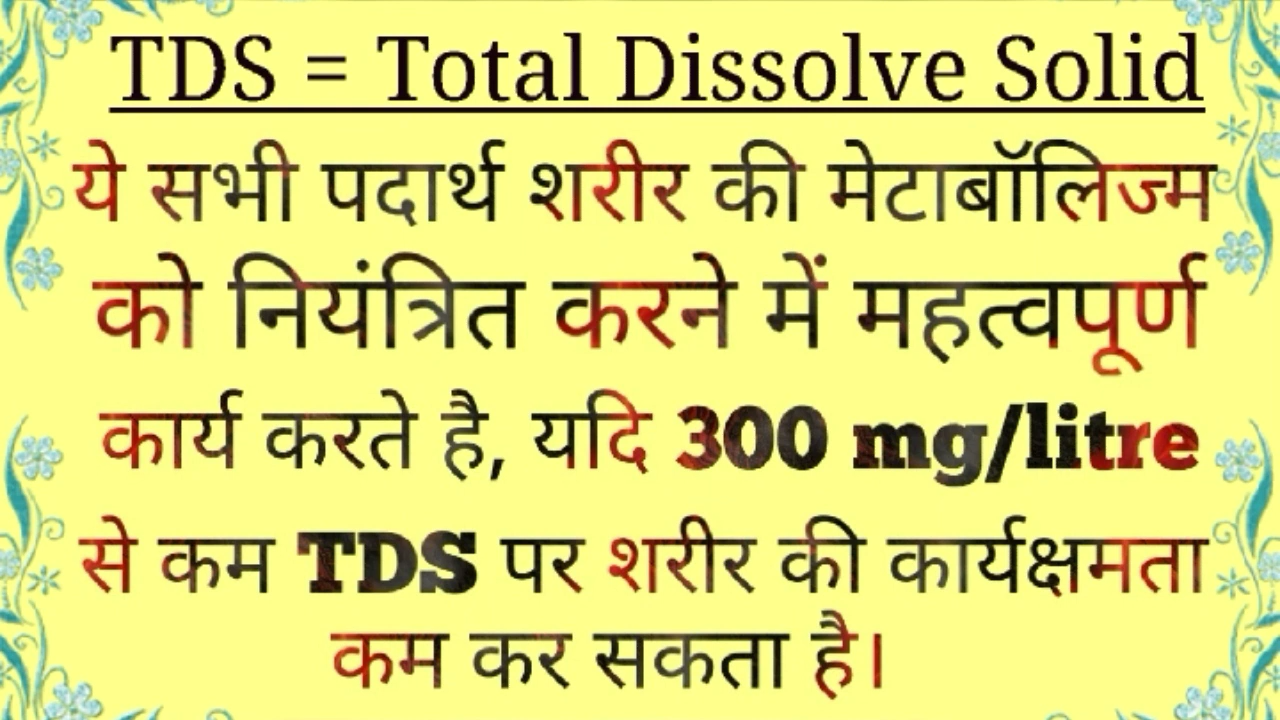 TDS = Total Dissolve Solid
ये सभी पदार्थ शरीर की मेटाबॉलिज्म
को नियंत्रित करने में महत्वपूर्ण
कार्य करते है, यदि 300 mg/litre
से कम TDS पर शरीर की कार्यक्षमता
कम कर सकता है।